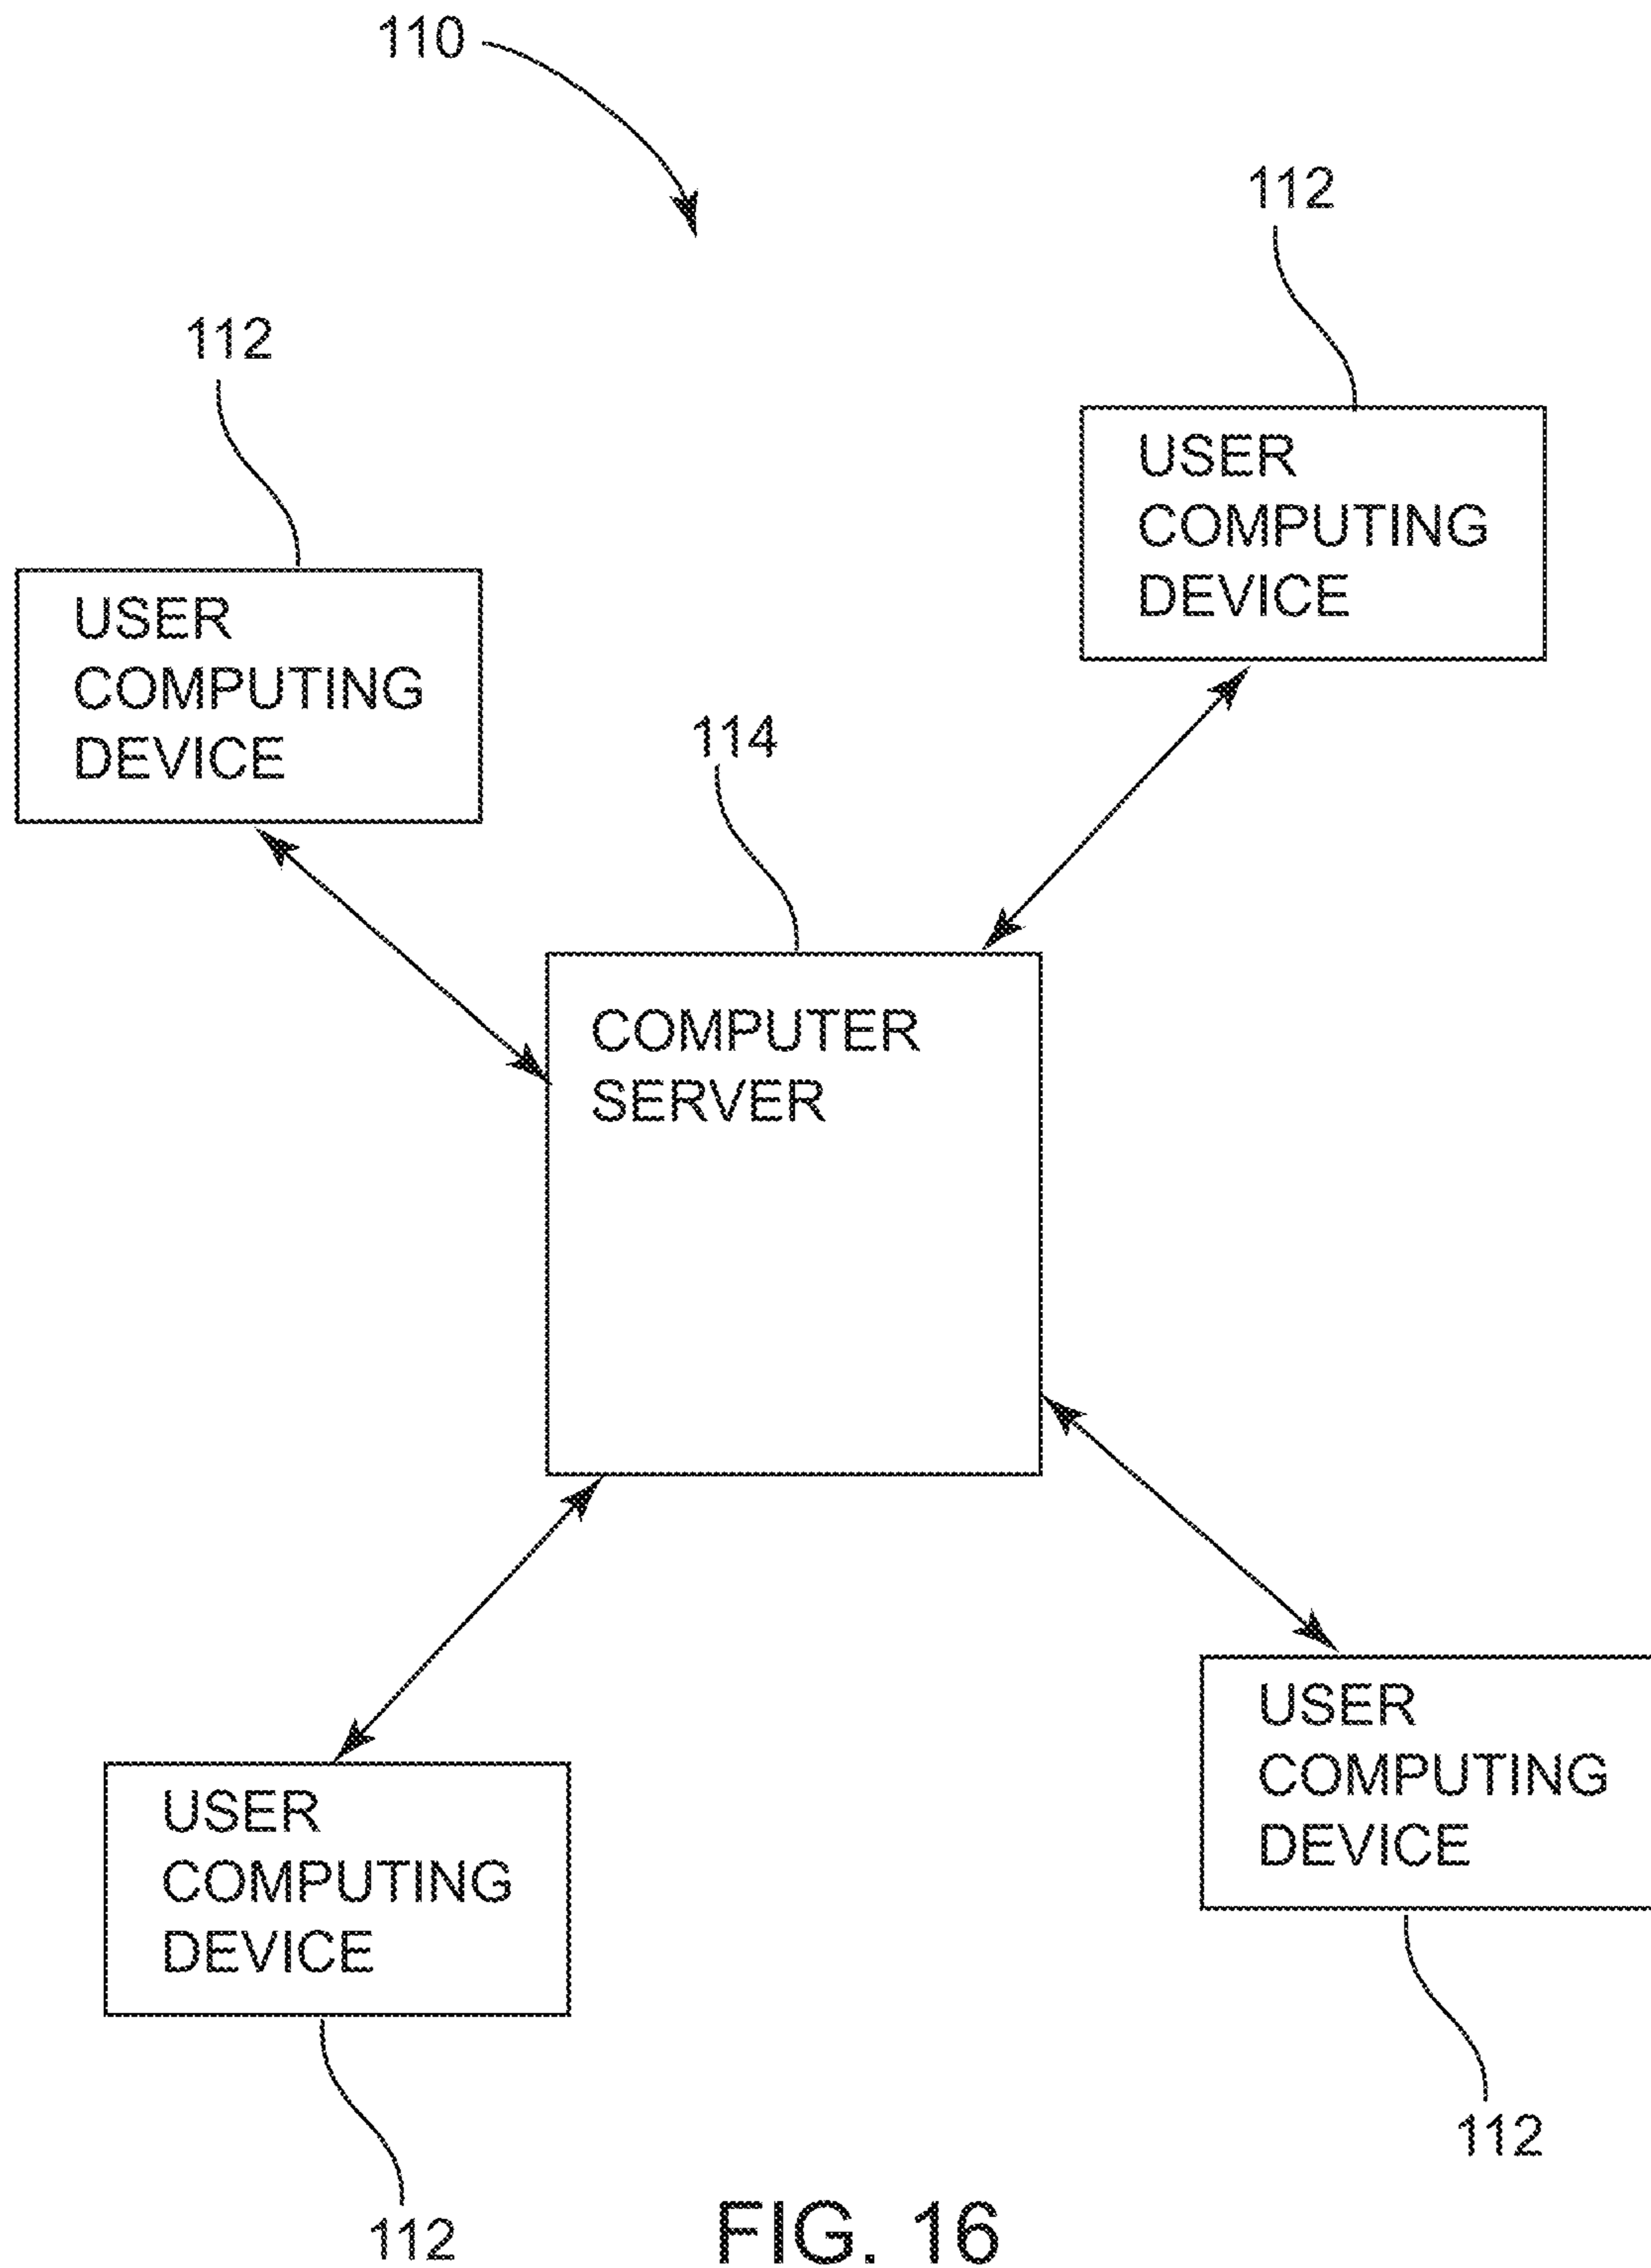 110
112
112
USER
COMPUTING
DEVICE
USER
COMPUTING
DEVICE
114
COMPUTER
SERVER
USER
COMPUTING
DEVICE
USER
COMPUTING
DEVICE
112
112
FIG. 16